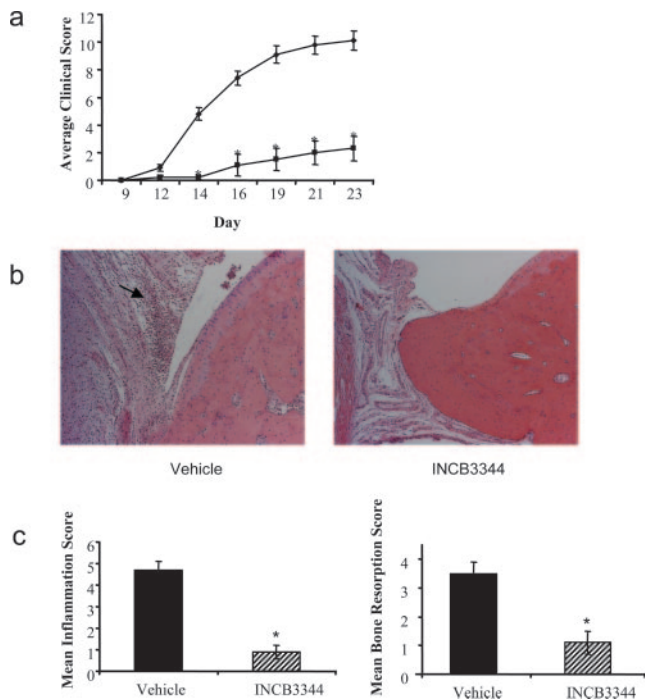 a
Average Clinical Score
12
10
8
6
4
2
0
9 12 14 16 19 21 23
* * * * * *
Day
b
Vehicle
INCB3344
c
Mean Inflammation Score
6
5
4
3
2
1
0
*
Vehicle INCB3344
Mean Bone Resorption Score
4
3
2
1
0
*
Vehicle INCB3344